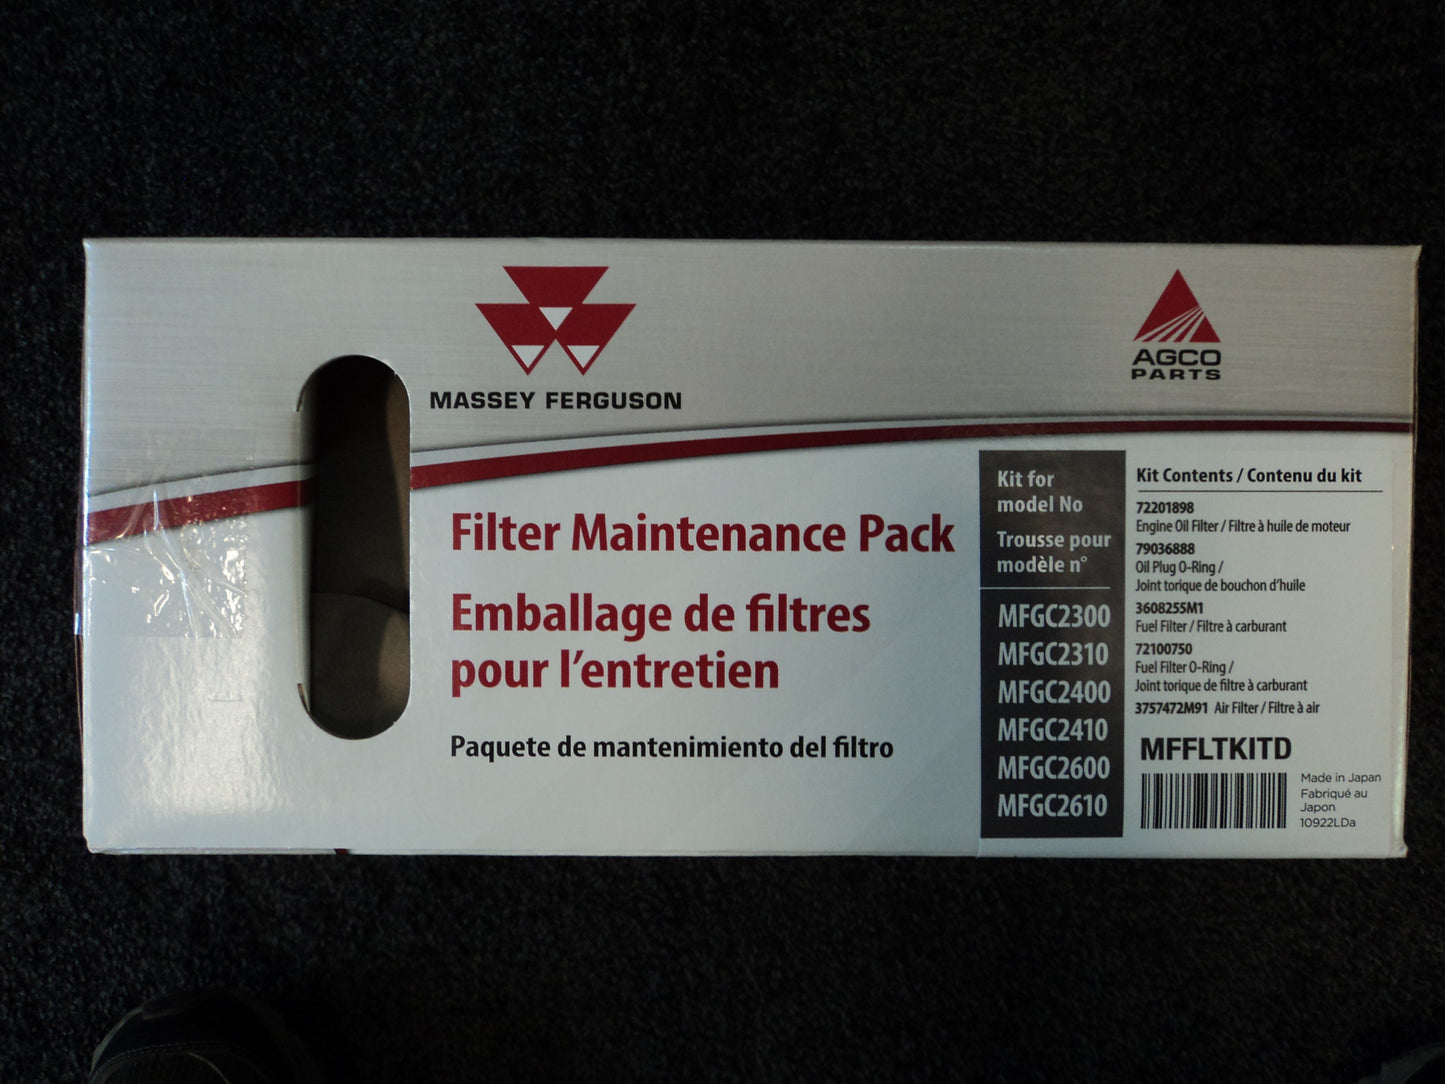 MASSEY FERGUSON
AGCO
PARTS
Filter Maintenance Pack
Emballage de filtres
pour l'entretien
Paquete de mantenimiento del filtro
Kit for
model No
Trousse pour
modèle n°
MFGC2300
MFGC2310
MFGC2400
MFGC2410
MFGC2600
MFGC2610
Kit Contents / Contenu du kit
72201898
Engine Oil Filter / Filtre à huile de moteur
79036888
Oil Plug O-Ring /
Joint torique de bouchon d'huile
3608255M1
Fuel Filter / Filtre à carburant
72100750
Fuel Filter O-Ring /
Joint torique de filtre à carburant
3757472M91 Air Filter / Filtre à air
MFFLTKITD
Made in Japan
Fabriqué au
Japon
10922LDa